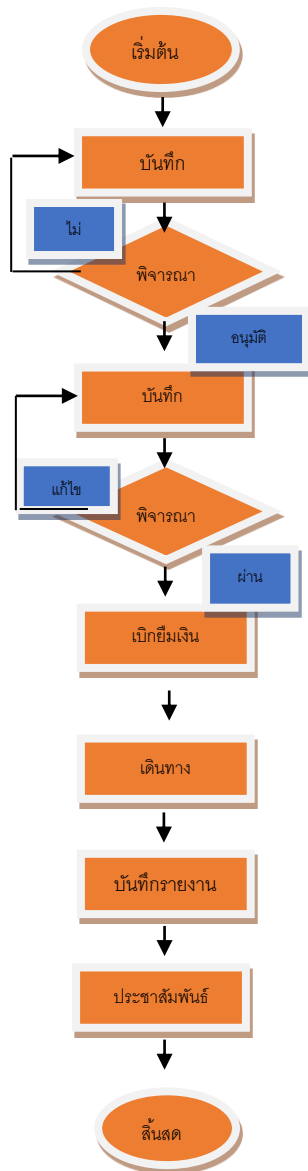 เริ่มต้น
บันทึก
ไม่
พิจารณา
อนุมัติ
บันทึก
แก้ไข
พิจารณา
ผ่าน
เบิกยืมเงิน
เดินทาง
บันทึกรายงาน
ประชาสัมพันธ์
สิ้นสด